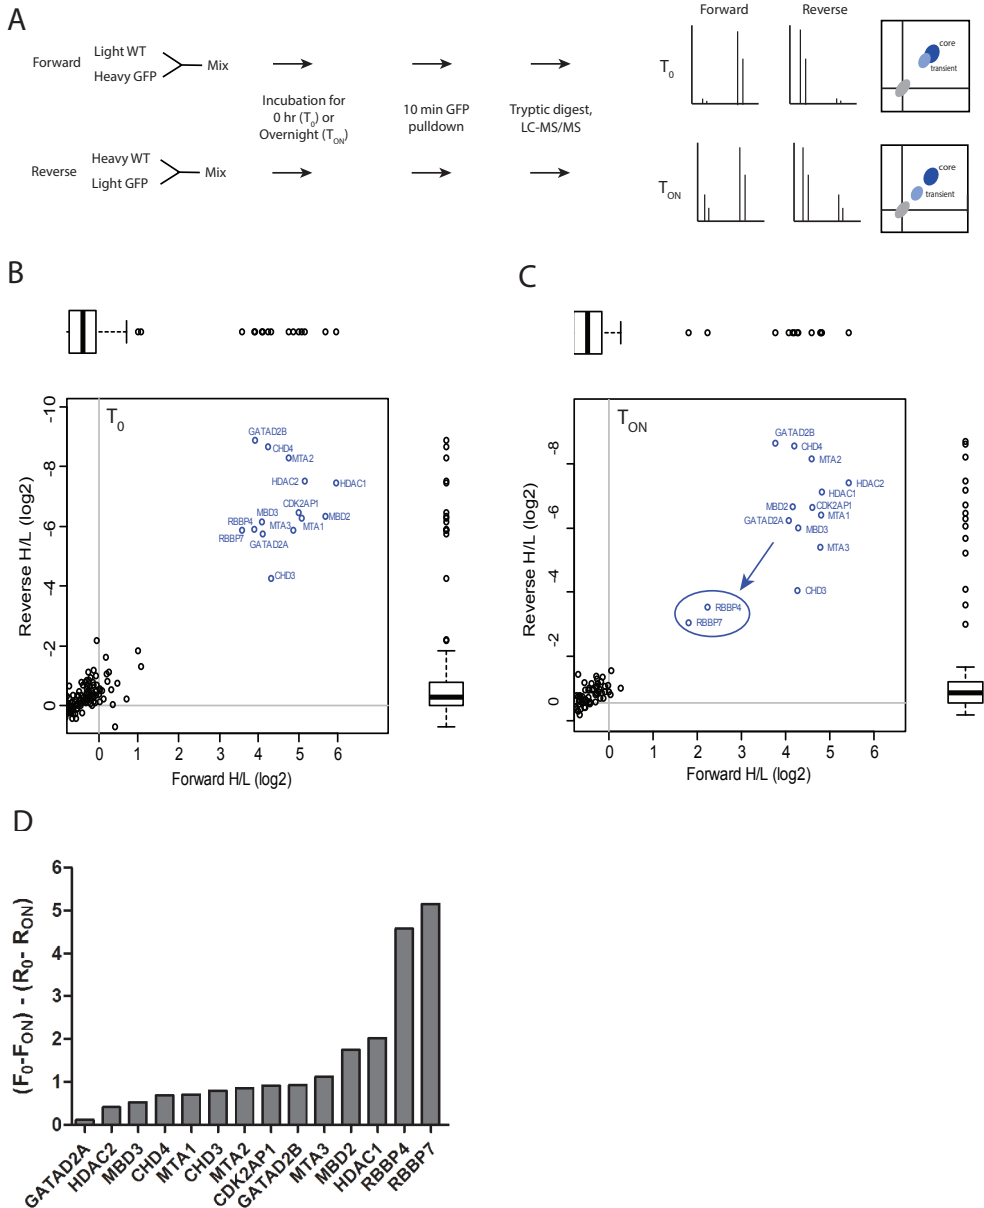 A
Forward
Light WT
Heavy GFP
Mix
Incubation for
0 hr (T0) or
Overnight (TON)
10 min GFP
pulldown
Tryptic digest,
LC-MS/MS
Reverse
Heavy WT
Light GFP
Mix
Forward
Reverse
T0
core
transient
TON
core
transient
B
T0
Reverse H/L (log2)
-10
-8
-6
-4
-2
0
GATAD2B
CHD4
MTA2
HDAC2
HDAC1
CDK2AP1
MBD3
MBD2
RBBP4
MTA3
MTA1
RBBP7
GATAD2A
CHD3
0 1 2 3 4 5 6
Forward H/L (log2)
C
TON
Reverse H/L (log2)
-8
-6
-4
-2
0
GATAD2B
CHD4
MTA2
HDAC2
HDAC1
MBD2
CDK2AP1
MTA1
GATAD2A
MBD3
MTA3
CHD3
RBBP4
RBBP7
0 1 2 3 4 5 6
Forward H/L (log2)
D
(F0-FON) - (R0- RON)
6
5
4
3
2
1
0
GATAD2A
HDAC2
MBD3
CHD4
MTA1
CHD3
MTA2
CDK2AP1
GATAD2B
MTA3
MBD2
HDAC1
RBBP4
RBBP7